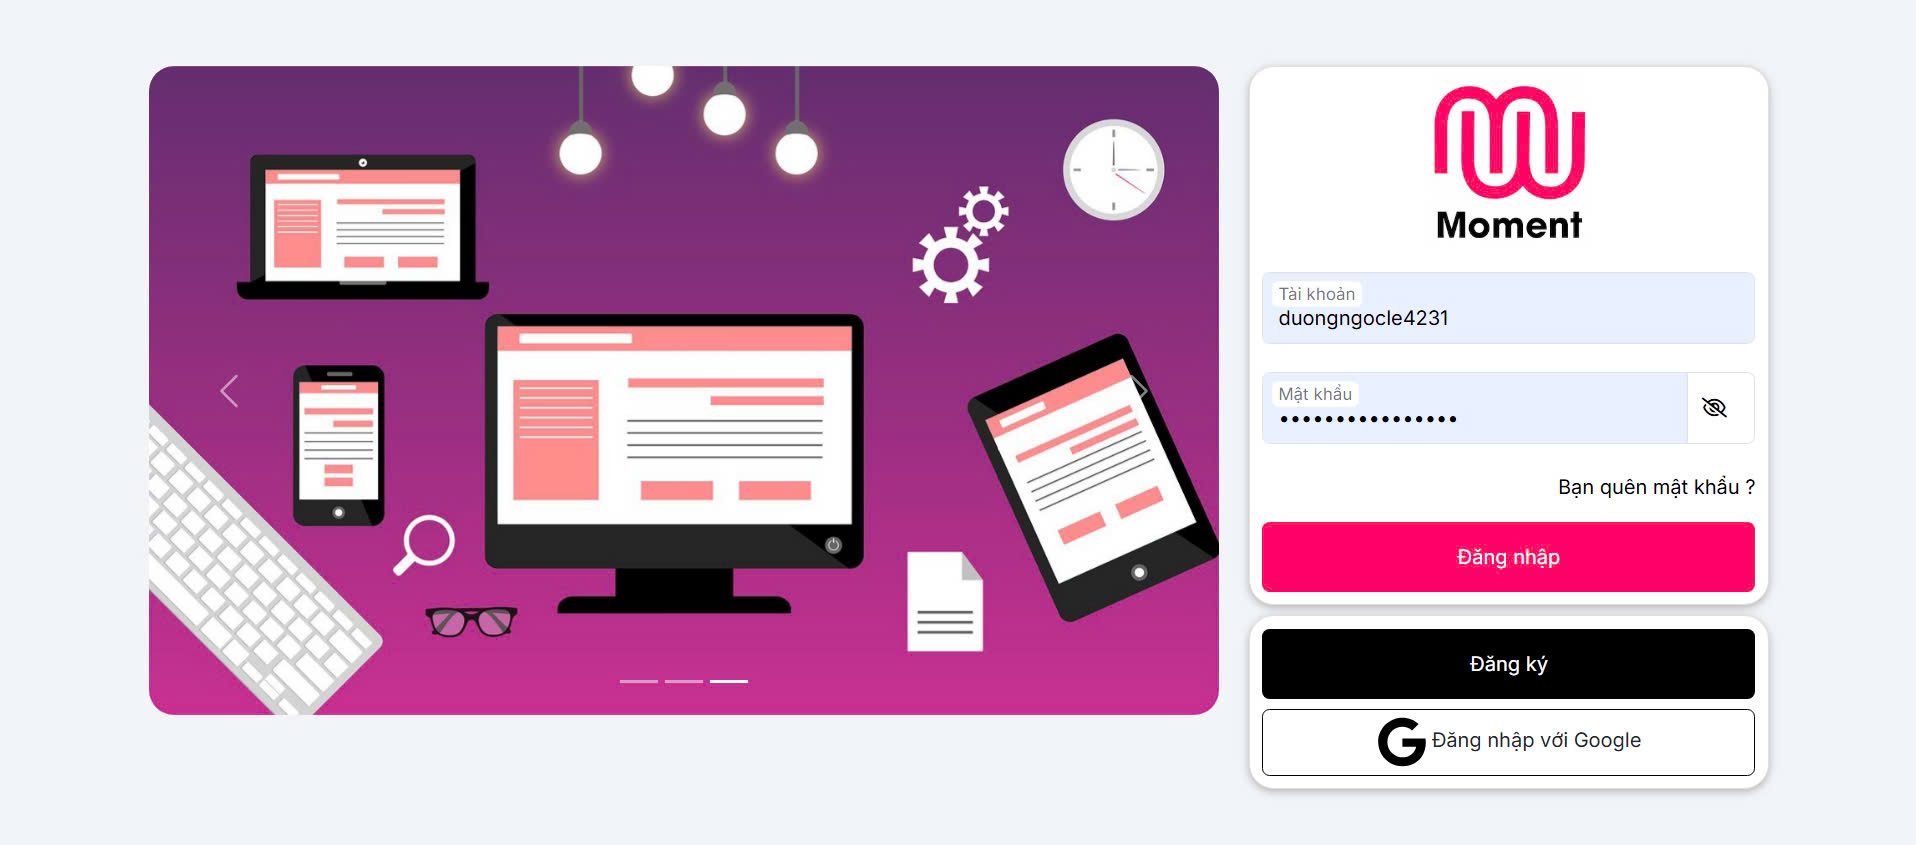 Moment
Tài khoản
duongngocle4231
Mật khẩu
••••••••••••••••
Bạn quên mật khẩu ?
Đăng nhập
Đăng ký
Đăng nhập với Google